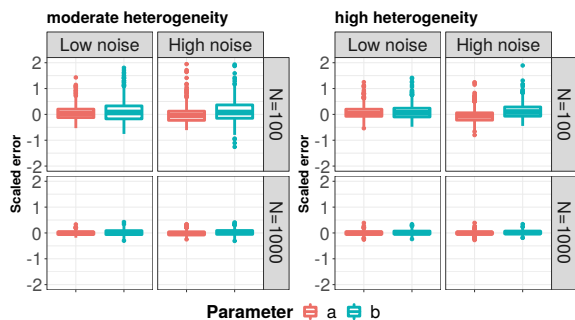 moderate heterogeneity
high heterogeneity
Low noise
High noise
Low noise
High noise
Scaled error
2
1
0
-1
-2
N=100
2
1
0
-1
-2
N=1000
Scaled error
2
1
0
-1
-2
N=100
2
1
0
-1
-2
N=1000
Parameter a b